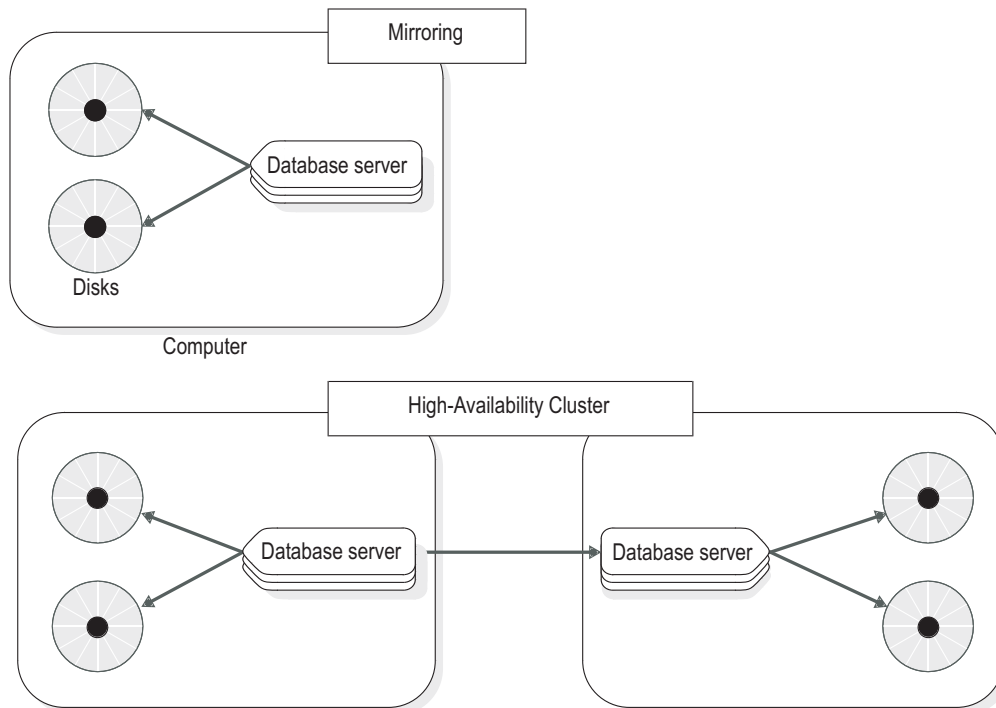 Mirroring
Database server
Disks
Computer
High-Availability Cluster
Database server
Database server